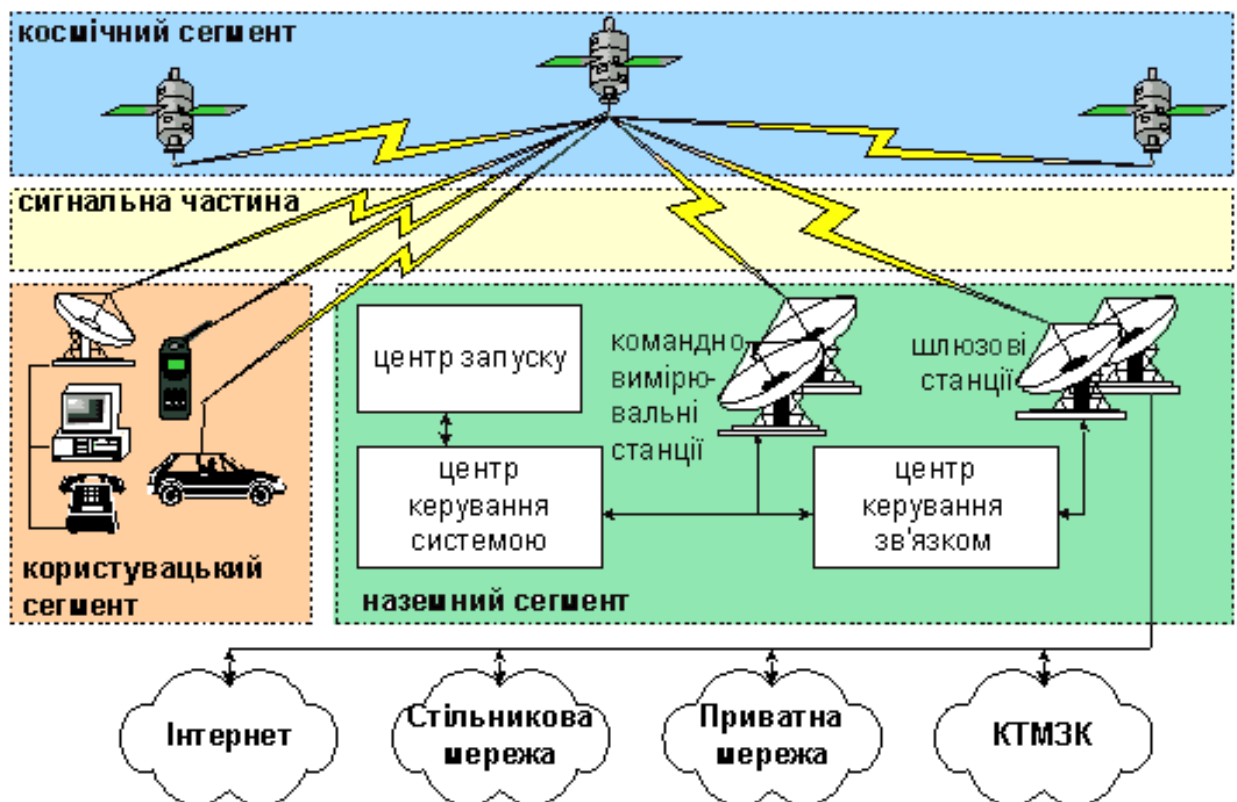 космічний сегмент
сигнальна частина
центр запуску
командно-
вимірю-
вальні
станції
шлюзові
станції
центр
керування
системою
центр
керування
зв'язком
користувацький
сегмент
наземний сегмент
Інтернет
Стільникова
мережа
Приватна
мережа
КТМЗК